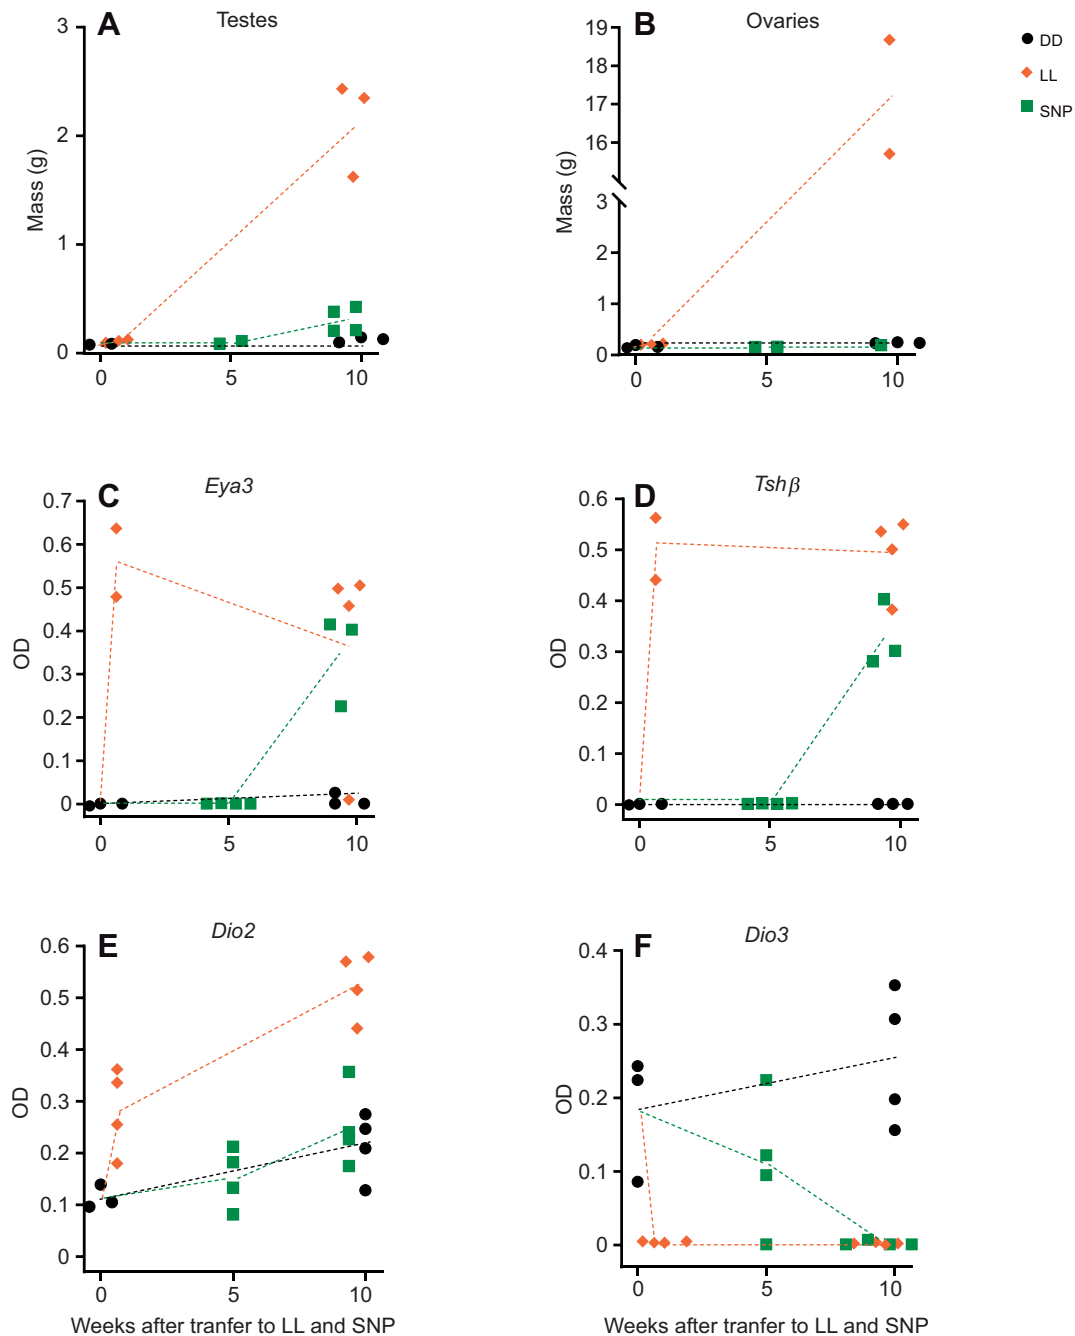 A Testes
B Ovaries
DD
LL
SNP
Mass (g)
3
2
1
0
0 5 10
Mass (g)
19
18
17
16
3
2
1
0
0 5 10
C Eya3
D Tshβ
OD
0.7
0.6
0.5
0.4
0.3
0.2
0.1
0
0 5 10
OD
0.6
0.5
0.4
0.3
0.2
0.1
0
0 5 10
E Dio2
F Dio3
OD
0.6
0.5
0.4
0.3
0.2
0.1
0
0 5 10
Weeks after tranfer to LL and SNP
OD
0.4
0.3
0.2
0.1
0
0 5 10
Weeks after tranfer to LL and SNP